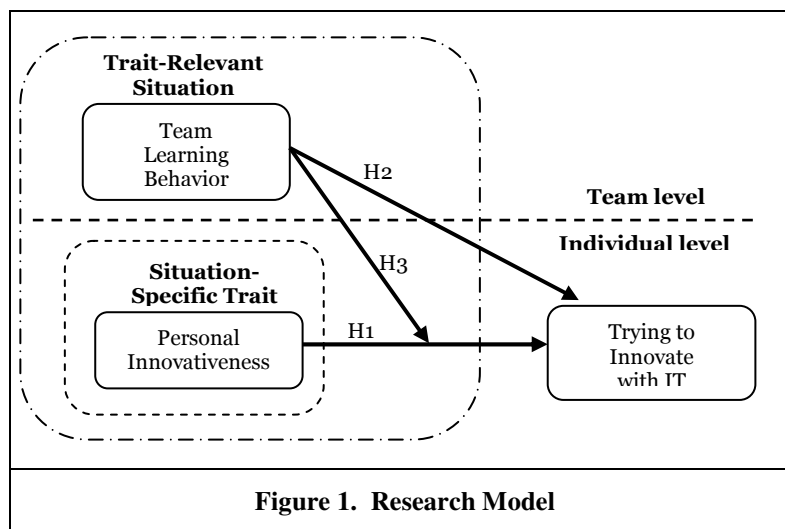 Trait-Relevant
Situation
Team
Learning
Behavior
H2
Team level
Individual level
H3
Situation-
Specific Trait
Personal
Innovativeness
H1
Trying to
Innovate
with IT
Figure 1. Research Model